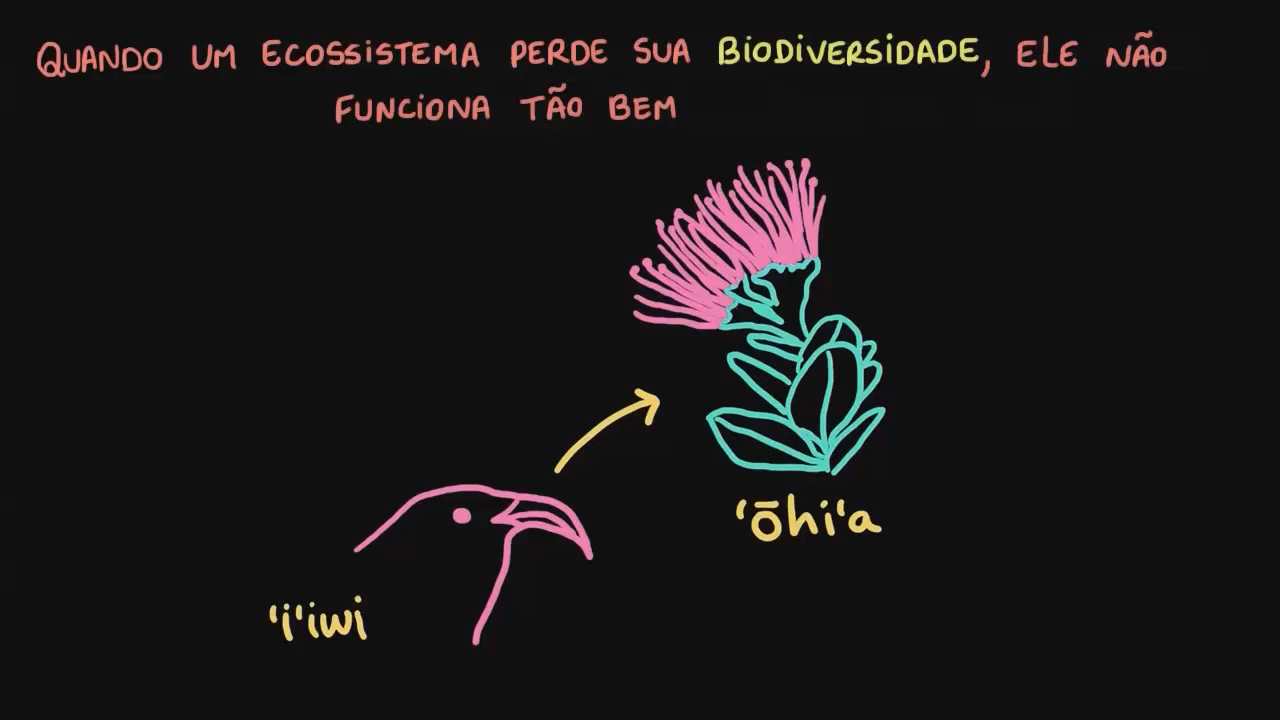 QUANDO UM ECOSSISTEMA PERDE SUA BIODIVERSIDADE, ELE NÃO
FUNCIONA TÃO BEM
ʻōhiʻa
ʻiʻiwi